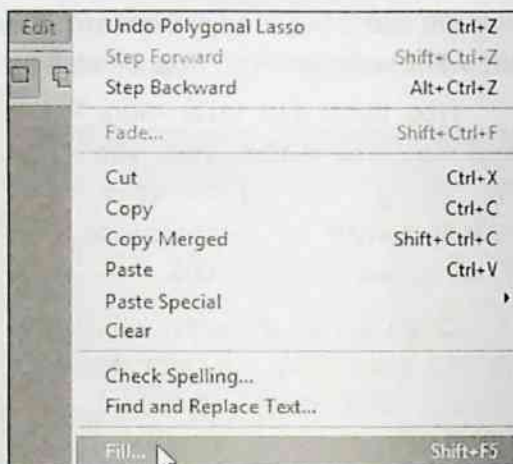 Edit
Undo Polygonal Lasso Ctrl+Z
Step Forward Shift+Ctrl+Z
Step Backward Alt+Ctrl+Z
Fade... Shift+Ctrl+F
Cut Ctrl+X
Copy Ctrl+C
Copy Merged Shift+Ctrl+C
Paste Ctrl+V
Paste Special
Clear
Check Spelling...
Find and Replace Text...
Fill... Shift+F5